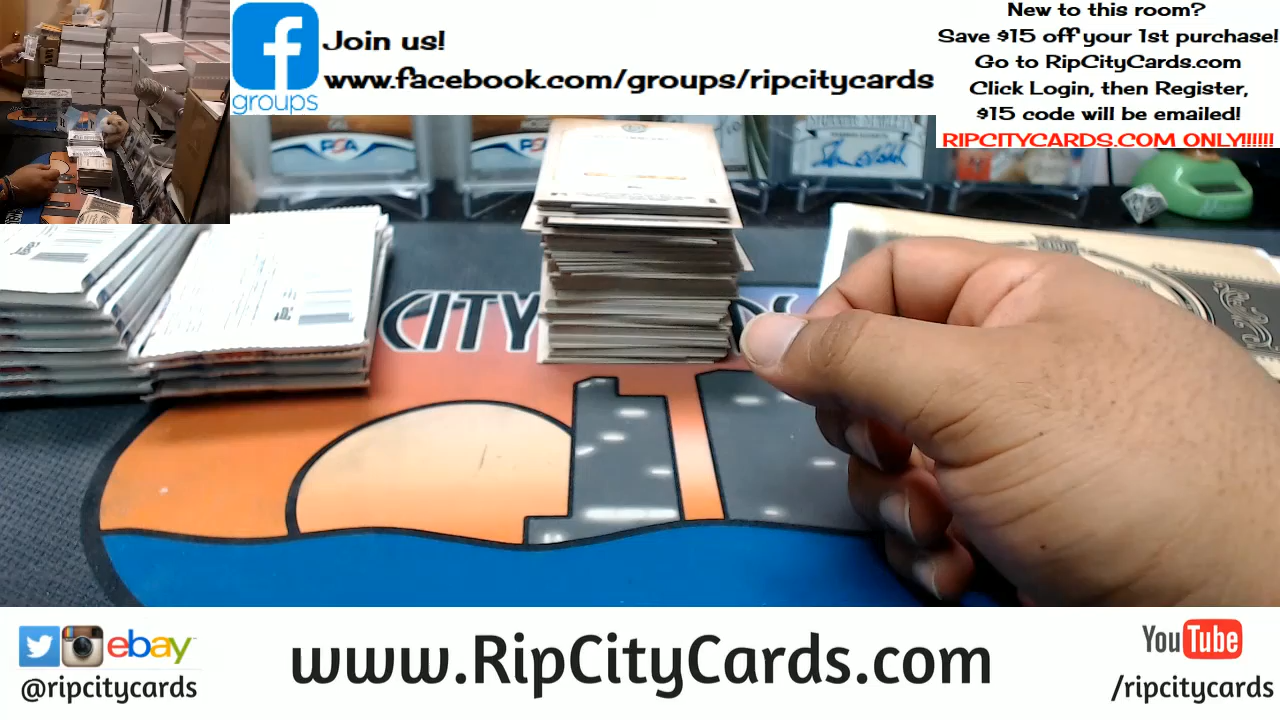 Join us!
www.facebook.com/groups/ripcitycards
groups
New to this room?
Save $15 off your 1st purchase!
Go to RipCityCards.com
Click Login, then Register,
$15 code will be emailed!
RIPCITYCARDS.COM ONLY!!!!!!
PSA
PSA
CITY
ebay
@ripcitycards
www.RipCityCards.com
YouTube
/ripcitycards